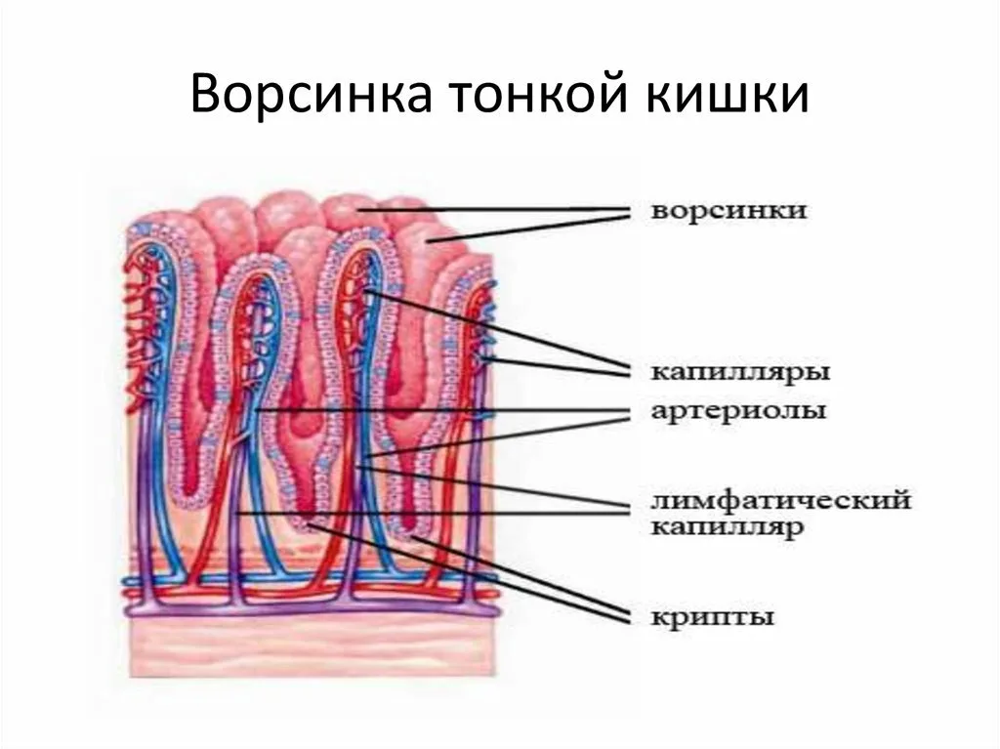 Ворсинка тонкой кишки
ворсинки
капилляры
артериолы
лимфатический
капилляр
крипты